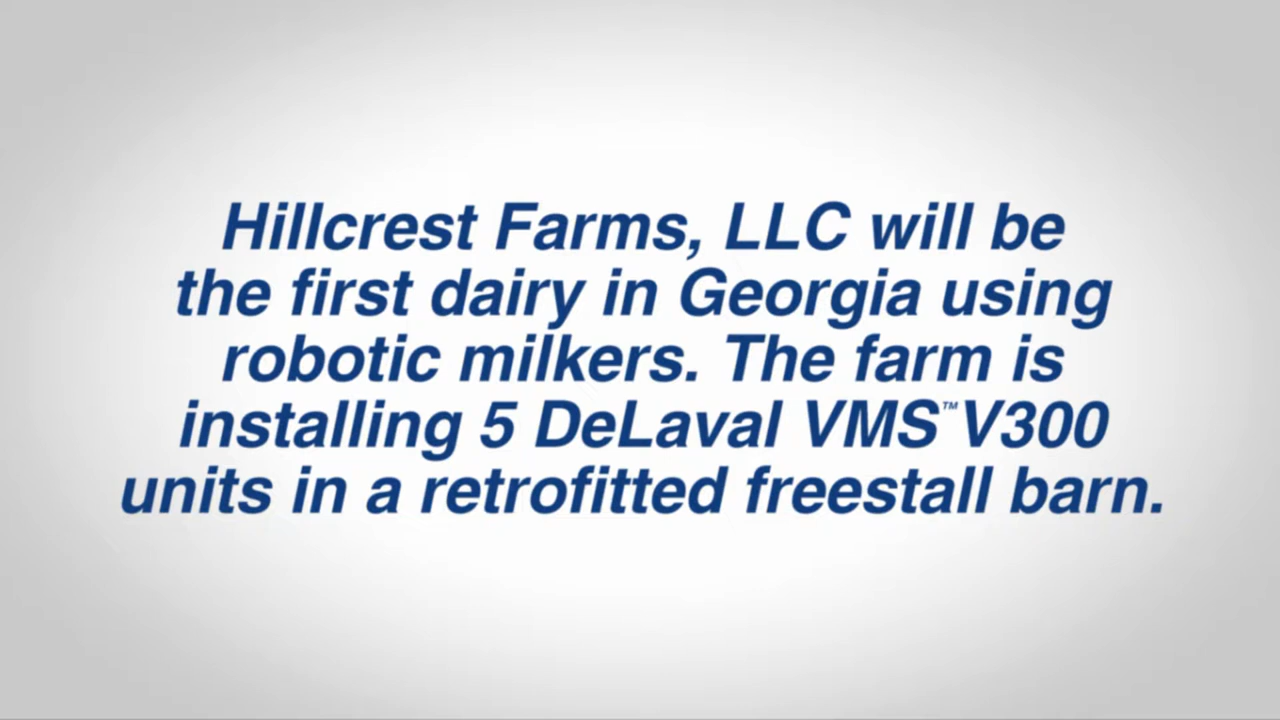 Hillcrest Farms, LLC will be
the first dairy in Georgia using
robotic milkers. The farm is
installing 5 DeLaval VMS™ V300
units in a retrofitted freestall barn.